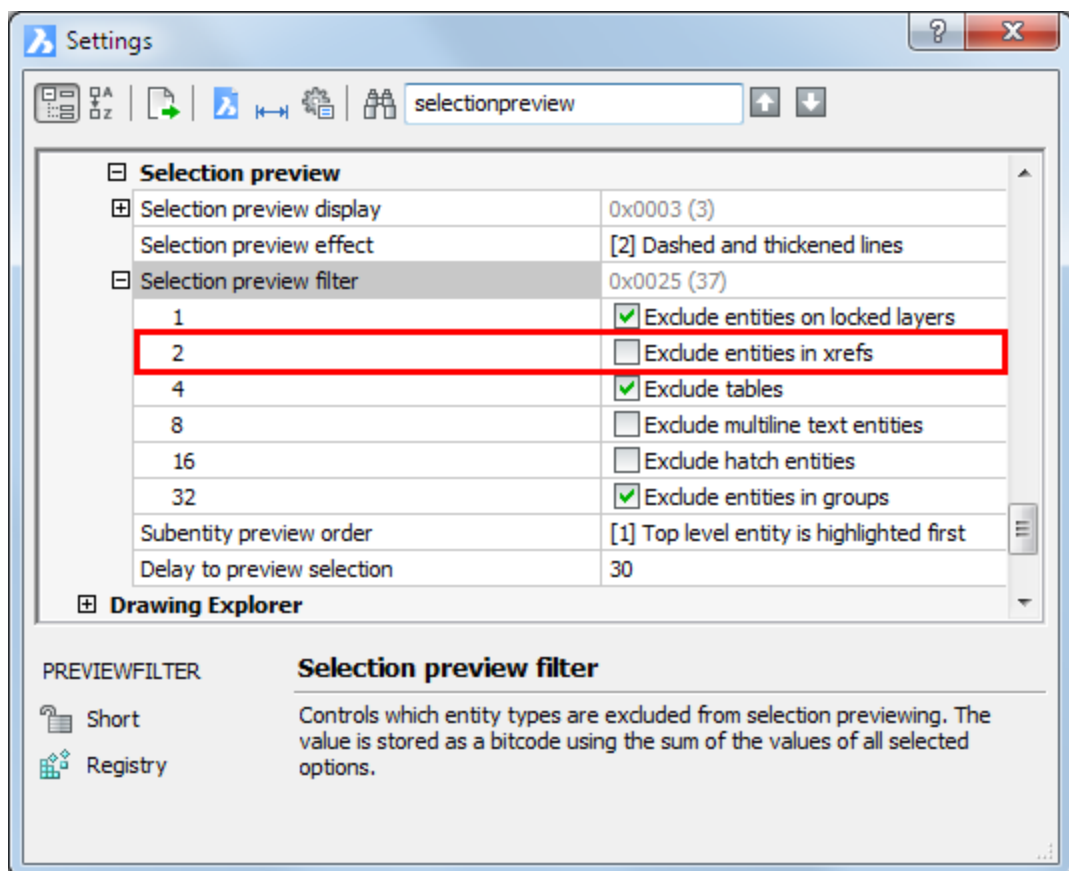 Settings
selectionpreview
Selection preview
Selection preview display 0x0003 (3)
Selection preview effect [2] Dashed and thickened lines
Selection preview filter 0x0025 (37)
1 Exclude entities on locked layers
2 Exclude entities in xrefs
4 Exclude tables
8 Exclude multiline text entities
16 Exclude hatch entities
32 Exclude entities in groups
Subentity preview order [1] Top level entity is highlighted first
Delay to preview selection 30
Drawing Explorer
PREVIEWFILTER
Short
Registry
Selection preview filter
Controls which entity types are excluded from selection previewing. The
value is stored as a bitcode using the sum of the values of all selected
options.